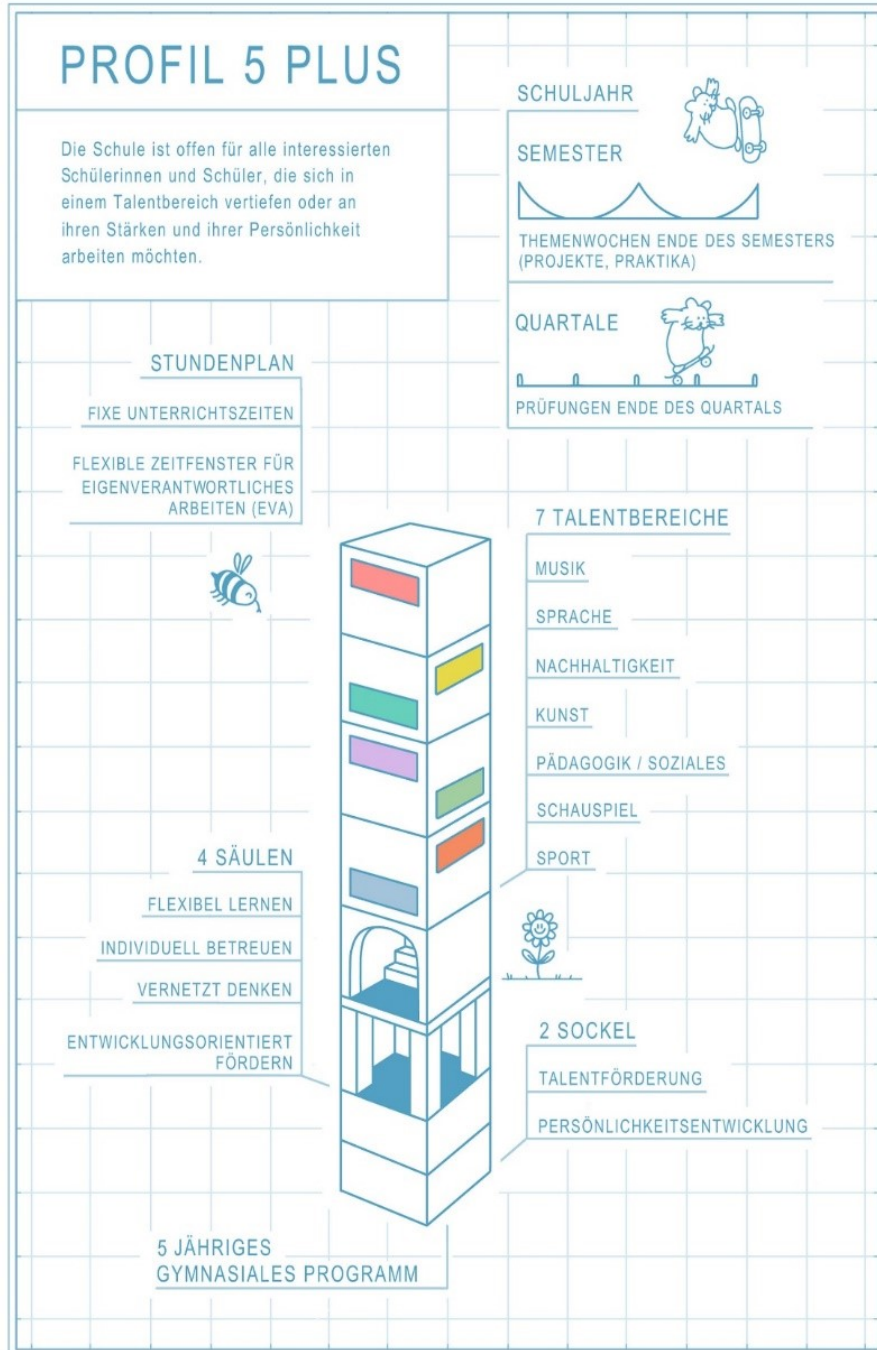 PROFIL 5 PLUS
Die Schule ist offen für alle interessierten
Schülerinnen und Schüler, die sich in
einem Talentbereich vertiefen oder an
ihren Stärken und ihrer Persönlichkeit
arbeiten möchten.
SCHULJAHR
SEMESTER
THEMENWOCHEN ENDE DES SEMESTERS
(PROJEKTE, PRAKTIKA)
QUARTALE
PRÜFUNGEN ENDE DES QUARTALS
STUNDENPLAN
FIXE UNTERRICHTSZEITEN
FLEXIBLE ZEITFENSTER FÜR
EIGENVERANTWORTLICHES
ARBEITEN (EVA)
7 TALENTBEREICHE
MUSIK
SPRACHE
NACHHALTIGKEIT
KUNST
PÄDAGOGIK / SOZIALES
SCHAUSPIEL
SPORT
4 SÄULEN
FLEXIBEL LERNEN
INDIVIDUELL BETREUEN
VERNETZT DENKEN
ENTWICKLUNGSORIENTIERT
FÖRDERN
2 SOCKEL
TALENTFÖRDERUNG
PERSÖNLICHKEITSENTWICKLUNG
5 JÄHRIGES
GYMNASIALES PROGRAMM